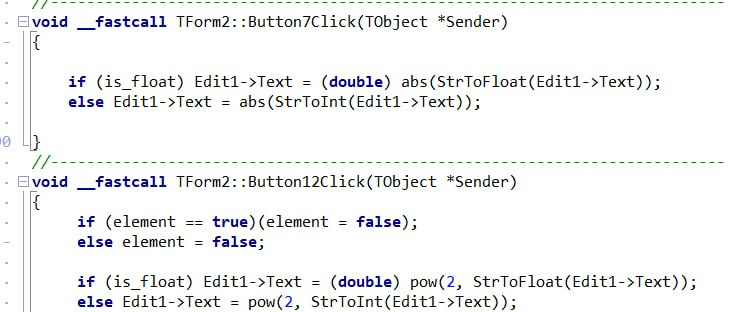 //---------------------------------------------------------------------------
void __fastcall TForm2::Button7Click(TObject *Sender)
{
if (is_float) Edit1->Text = (double) abs(StrToFloat(Edit1->Text));
else Edit1->Text = abs(StrToInt(Edit1->Text));
}
//---------------------------------------------------------------------------
void __fastcall TForm2::Button12Click(TObject *Sender)
{
if (element == true)(element = false);
else element = false;
if (is_float) Edit1->Text = (double) pow(2, StrToFloat(Edit1->Text));
else Edit1->Text = pow(2, StrToInt(Edit1->Text));